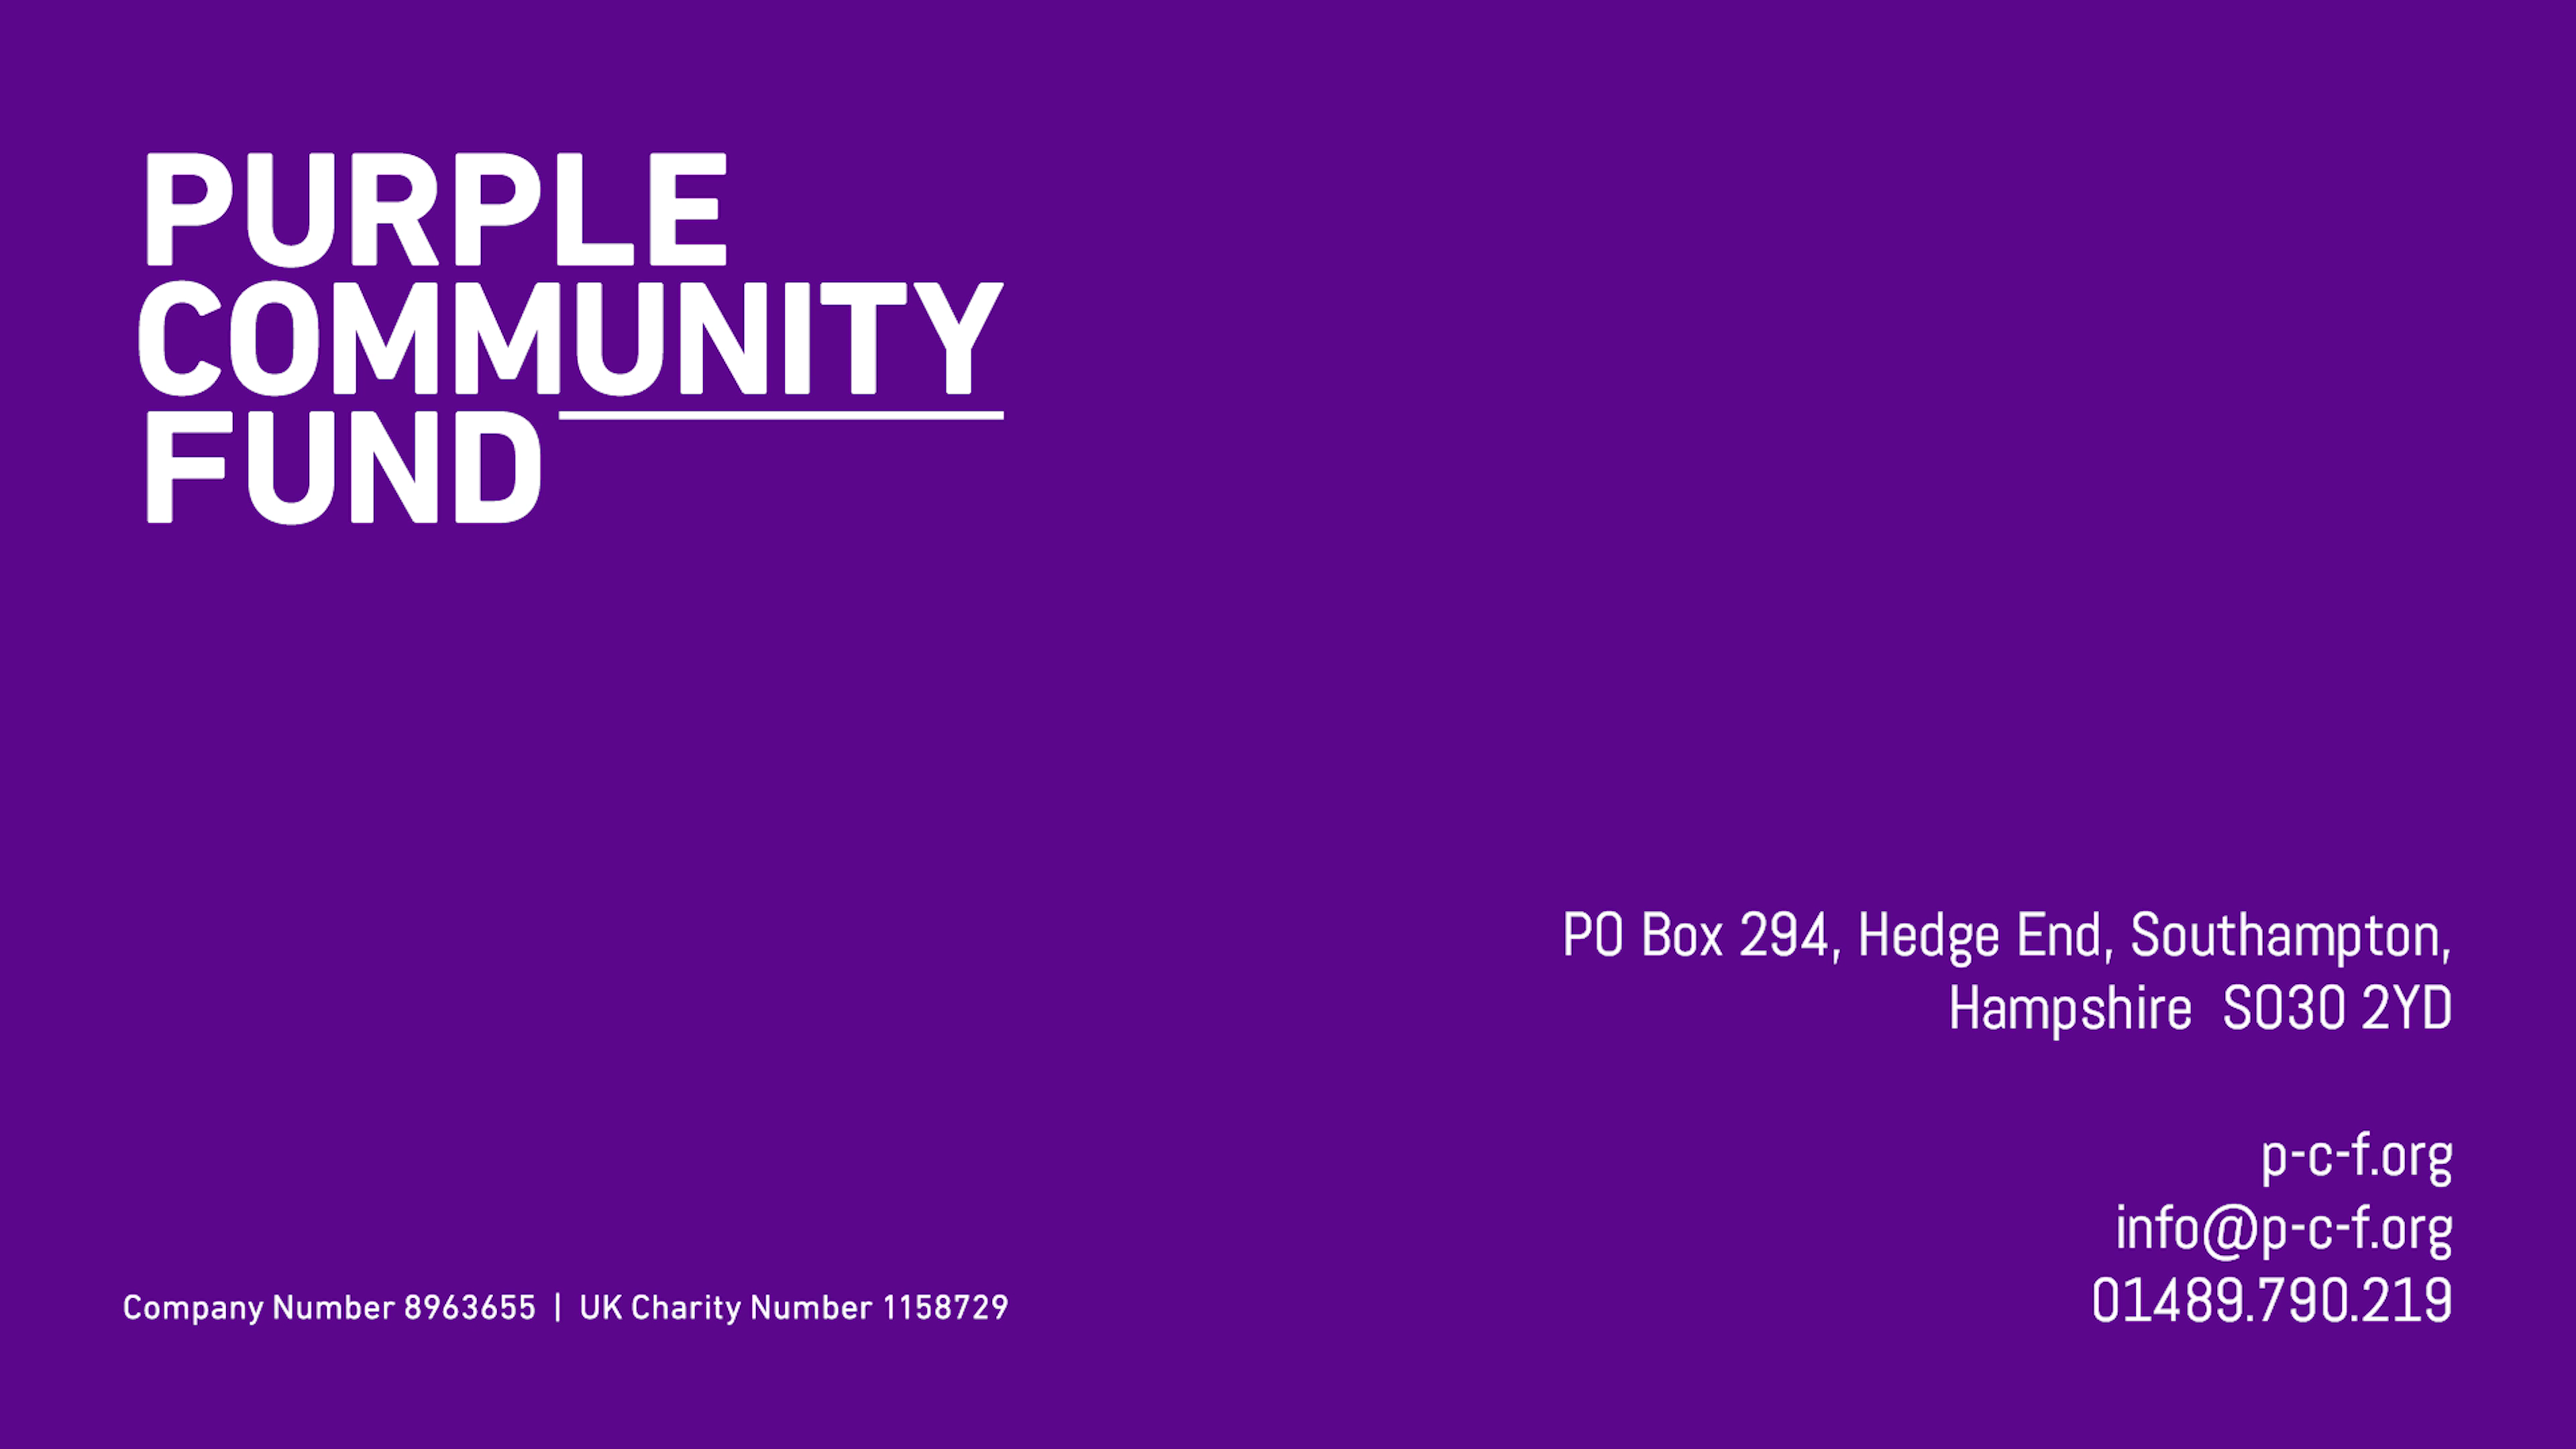 PURPLE
COMMUNITY
FUND
PO Box 294, Hedge End, Southampton,
Hampshire  SO30 2YD
p-c-f.org
info@p-c-f.org
01489.790.219
Company Number 8963655 | UK Charity Number 1158729